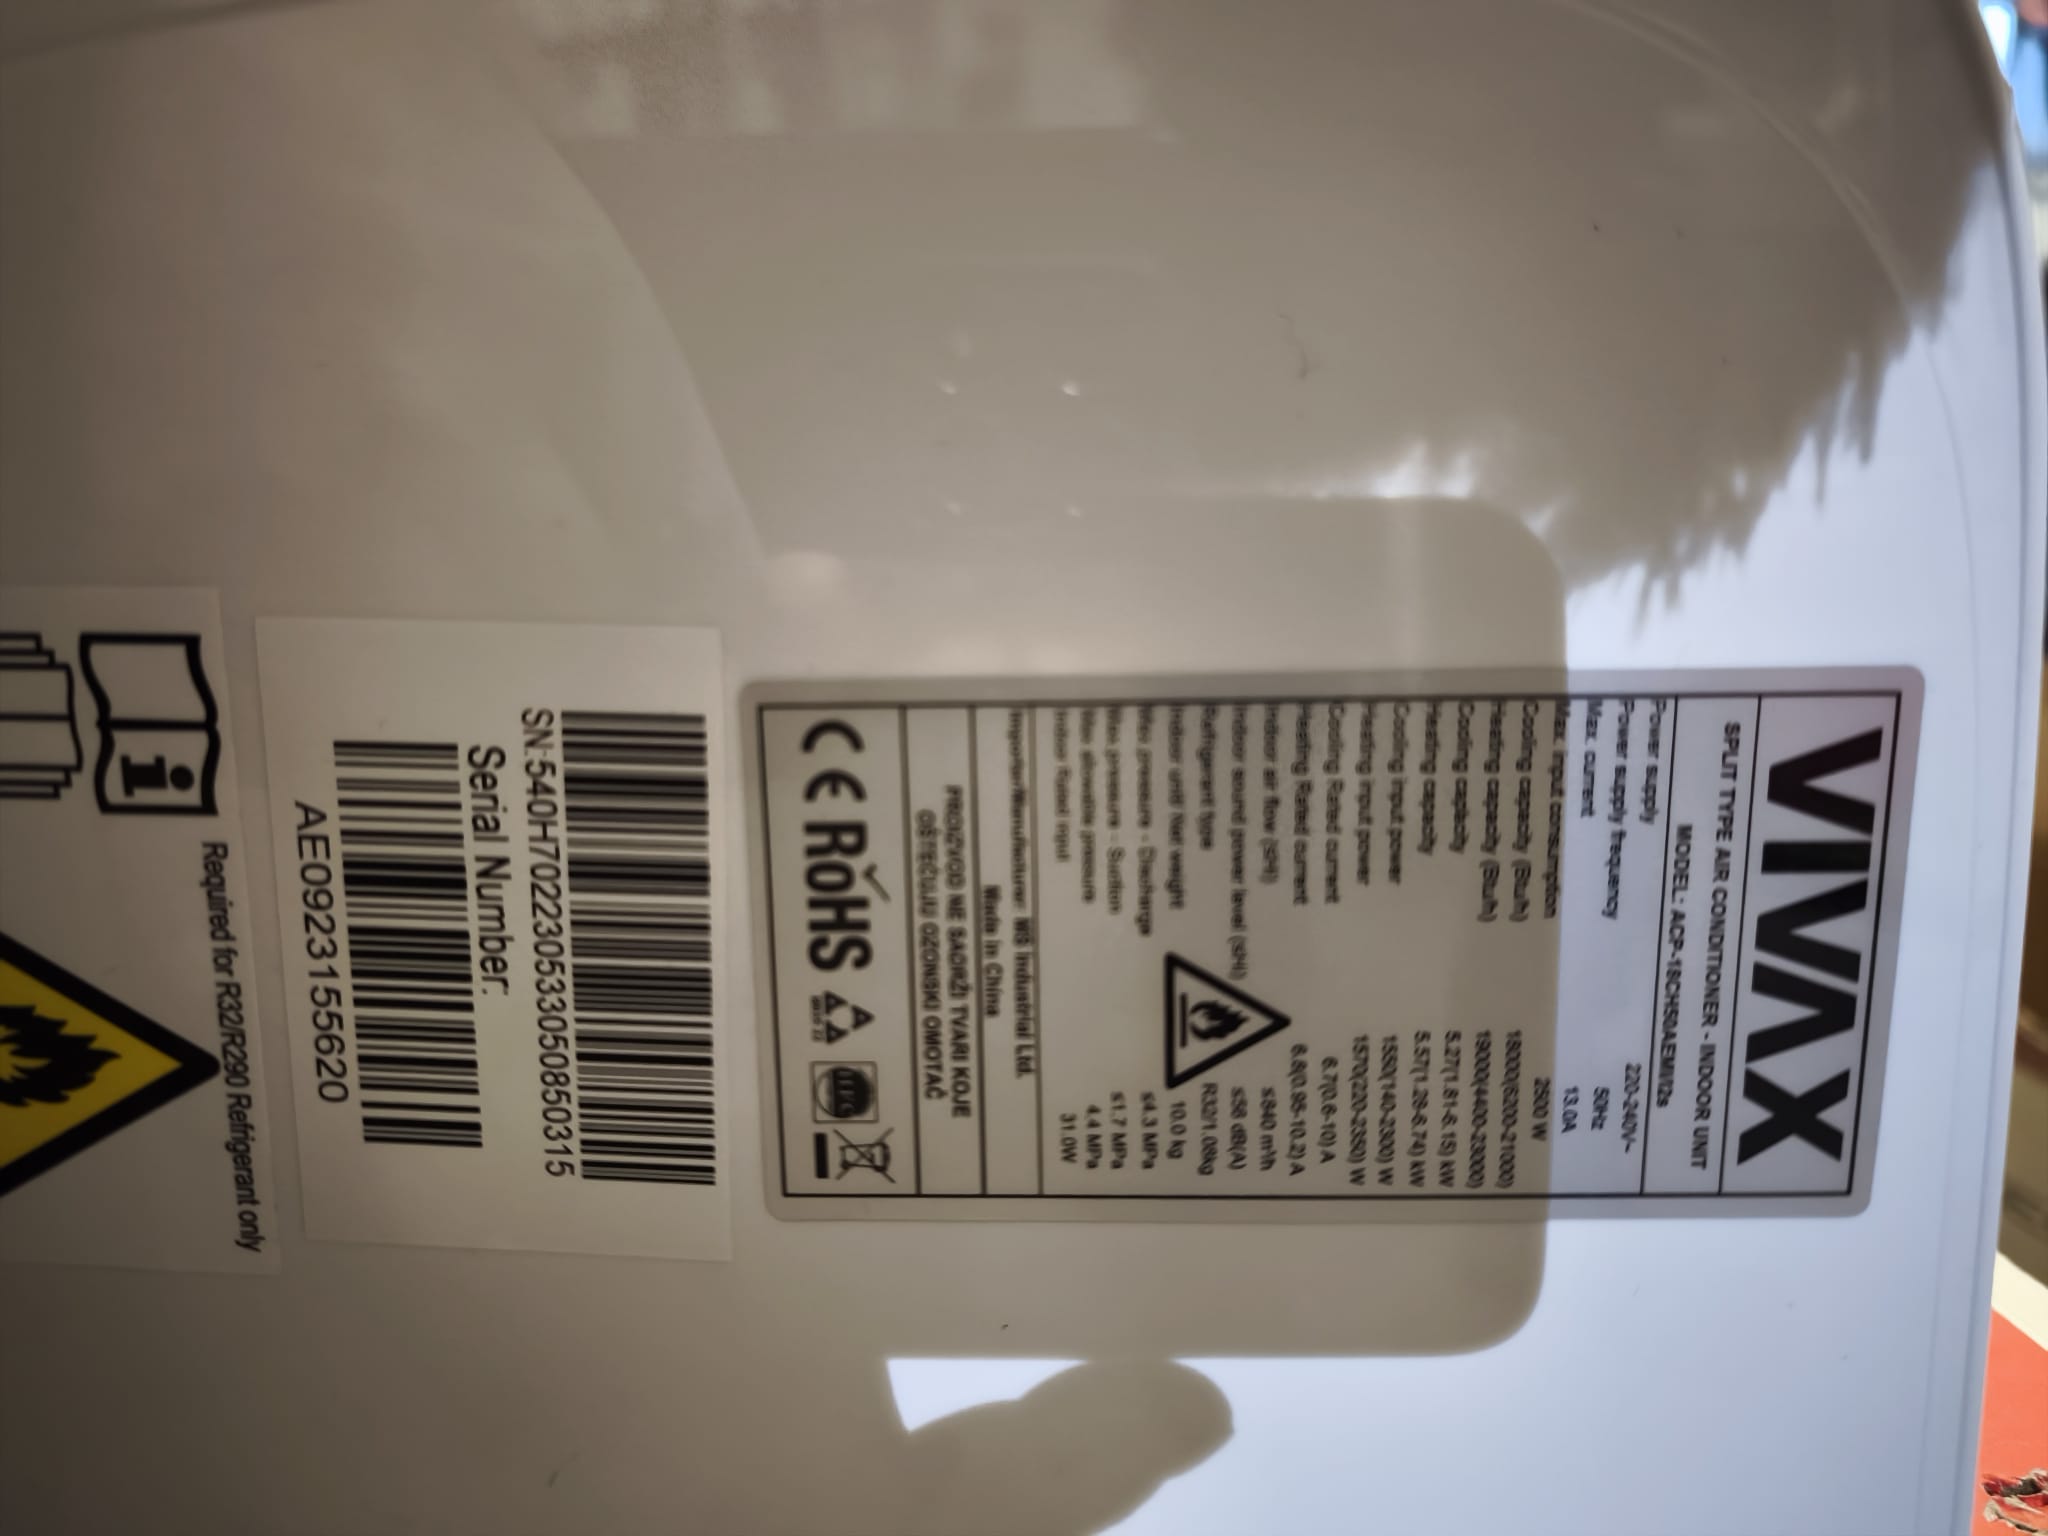 VIVAX
SPLIT TYPE AIR CONDITIONER - INDOOR UNIT
MODEL: ACP-18CH50AEMI/I2s
Power supply 220-240V~
Power supply frequency 50Hz
Max. current 13.0A
Max. input consumption 2500 W
Cooling capacity (Btu/h) 18000(6200-21000)
Heating capacity (Btu/h) 19000(4400-23000)
Cooling capacity 5.27(1.81-6.15) kW
Heating capacity 5.57(1.28-6.74) kW
Cooling input power 1550(140-2300) W
Heating input power 1570(220-2350) W
Cooling Rated current 6.7(0.6-10) A
Heating Rated current 6.8(0.96-10.2) A
Indoor air flow (sHi) ≤840 m³/h
Indoor sound power level (sHi) ≤56 dB(A)
Refrigerant type R32/1.08kg
Indoor unit Net weight 10.0 kg
Max pressure - Discharge ≤4.3 MPa
Max pressure - Suction ≤1.7 MPa
Max allowable pressure 4.4 MPa
Indoor Rated input 31.0W
Importer/Manufacturer: MS Industrial Ltd.
Made in China
PROIZVOD NE SADRŽI TVARI KOJE
OŠTEĆUJU OZONSKI OMOTAČ
CE RoHS
SN:540H702230533050850315
Serial Number:
AE0923155620
Required for R32/R290 Refrigerant only